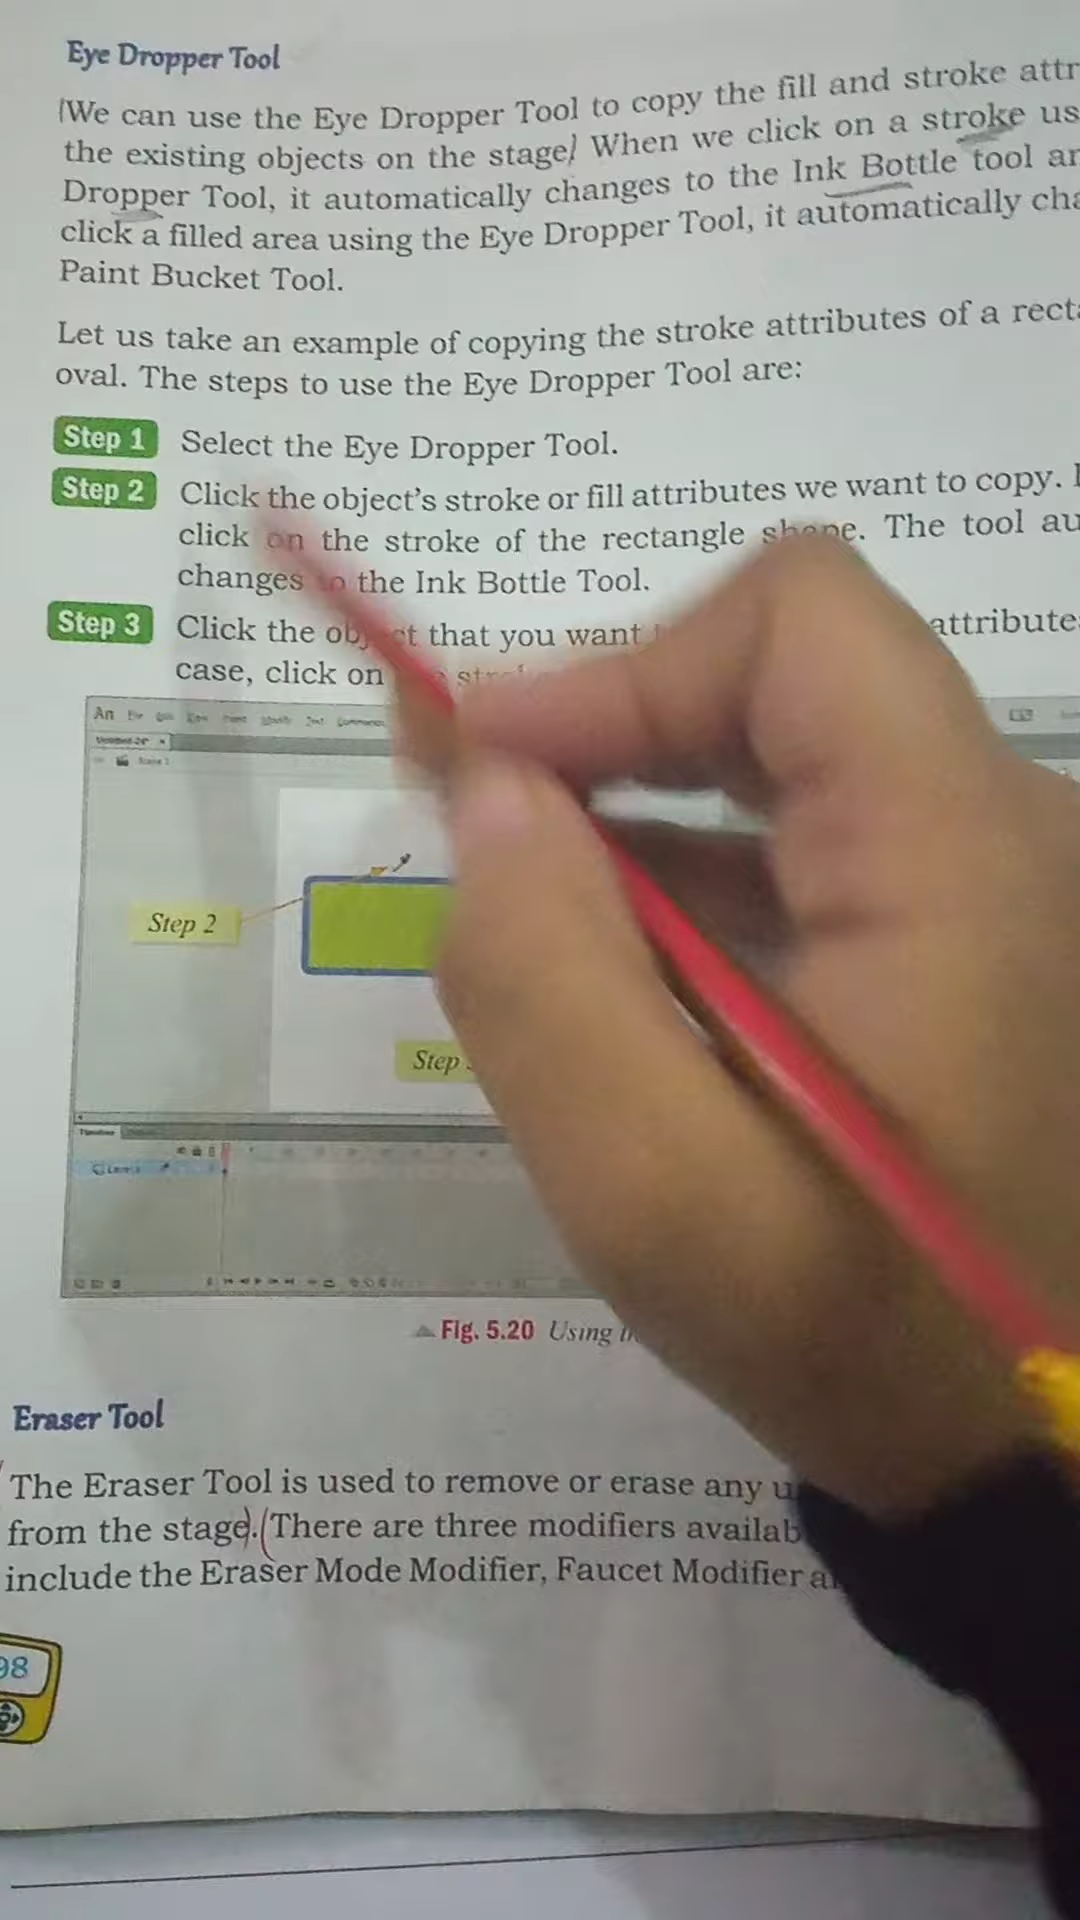 Eye Dropper Tool
(We can use the Eye Dropper Tool to copy the fill and stroke attr
the existing objects on the stage) When we click on a stroke us
Dropper Tool, it automatically changes to the Ink Bottle tool an
click a filled area using the Eye Dropper Tool, it automatically cha
Paint Bucket Tool.
Let us take an example of copying the stroke attributes of a recta
oval. The steps to use the Eye Dropper Tool are:
Step 1 Select the Eye Dropper Tool.
Step 2 Click the object's stroke or fill attributes we want to copy. I
click on the stroke of the rectangle shape. The tool au
changes to the Ink Bottle Tool.
Step 3 Click the object that you want attribute
case, click on
An
Step 2
Step
Timeline
Fig. 5.20 Using
Eraser Tool
The Eraser Tool is used to remove or erase any
from the stage). (There are three modifiers availab
include the Eraser Mode Modifier, Faucet Modifier
98